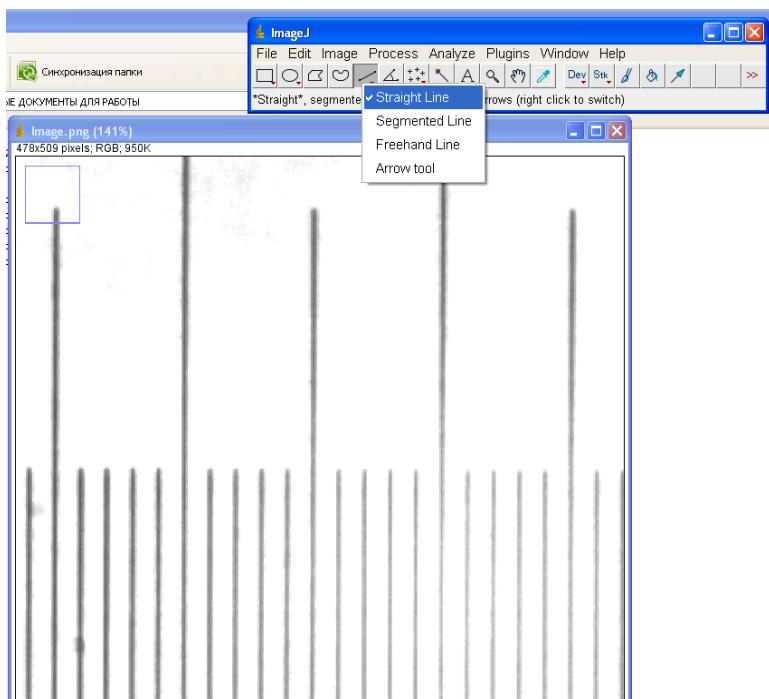 ImageJ
File Edit Image Process Analyze Plugins Window Help
Синхронизация папки
A
Dev Stk >>
ЫЕ ДОКУМЕНТЫ ДЛЯ РАБОТЫ
*Straight*, segmente rrows (right click to switch)
Straight Line
Segmented Line
Freehand Line
Arrow tool
Image.png (141%)
478x509 pixels; RGB; 950K